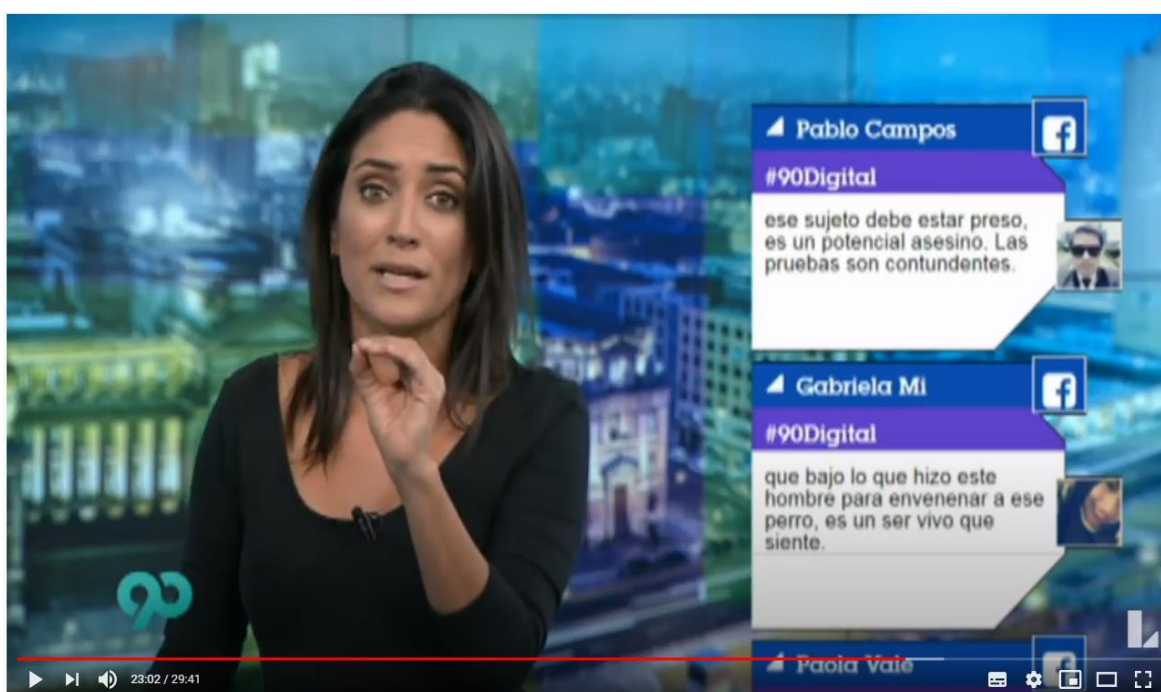 Pablo Campos
#90Digital
ese sujeto debe estar preso,
es un potencial asesino. Las
pruebas son contundentes.
Gabriela Mi
#90Digital
que bajo lo que hizo este
hombre para envenenar a ese
perro, es un ser vivo que
siente.
Paola Vale
90
23:02 / 29:41